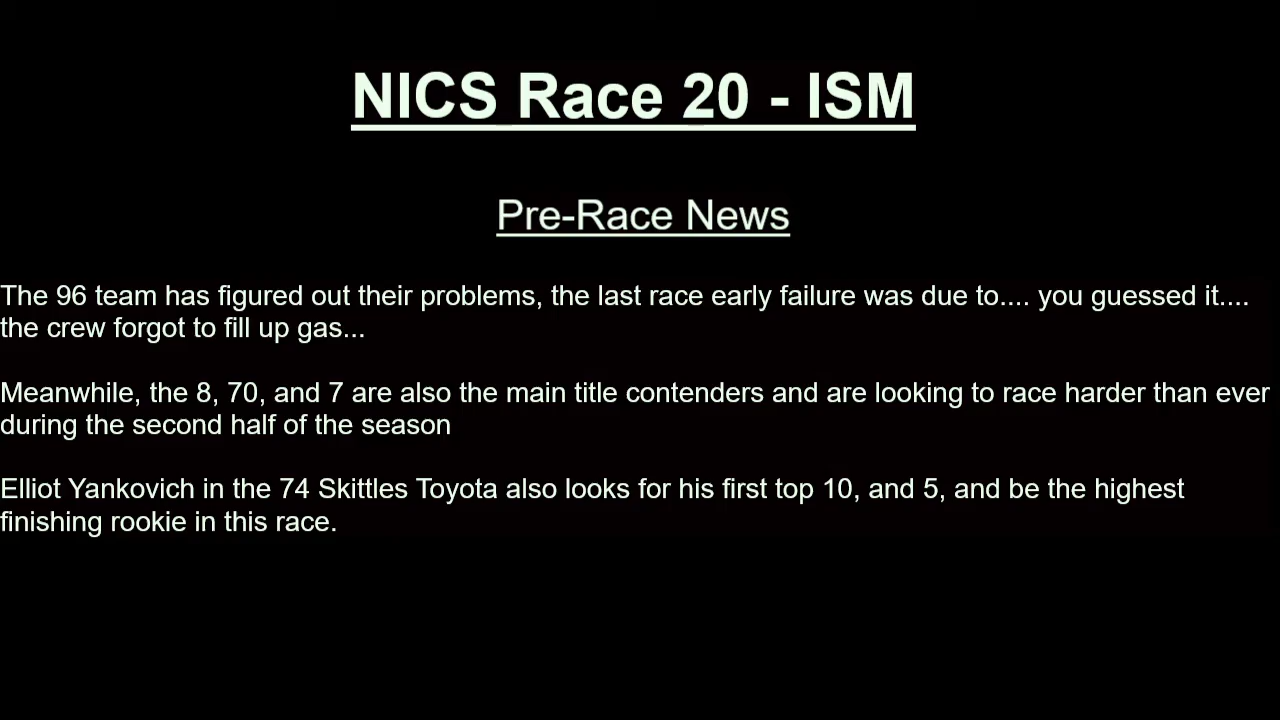 NICS Race 20 - ISM
Pre-Race News
The 96 team has figured out their problems, the last race early failure was due to.... you guessed it....
the crew forgot to fill up gas...
Meanwhile, the 8, 70, and 7 are also the main title contenders and are looking to race harder than ever
during the second half of the season
Elliot Yankovich in the 74 Skittles Toyota also looks for his first top 10, and 5, and be the highest
finishing rookie in this race.